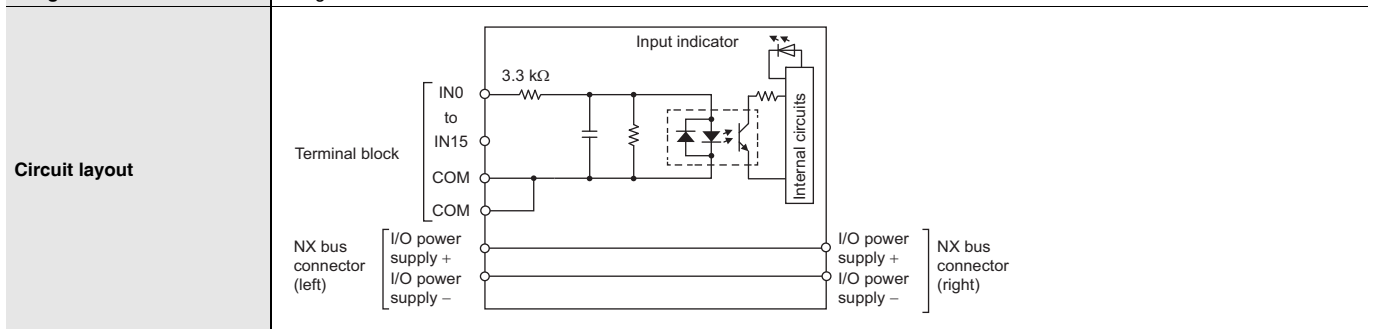 Circuit layout
Input indicator
3.3 kΩ
IN0
to
IN15
Terminal block
COM
COM
Internal circuits
NX bus
connector
(left)
I/O power
supply +
I/O power
supply −
I/O power
supply +
I/O power
supply −
NX bus
connector
(right)